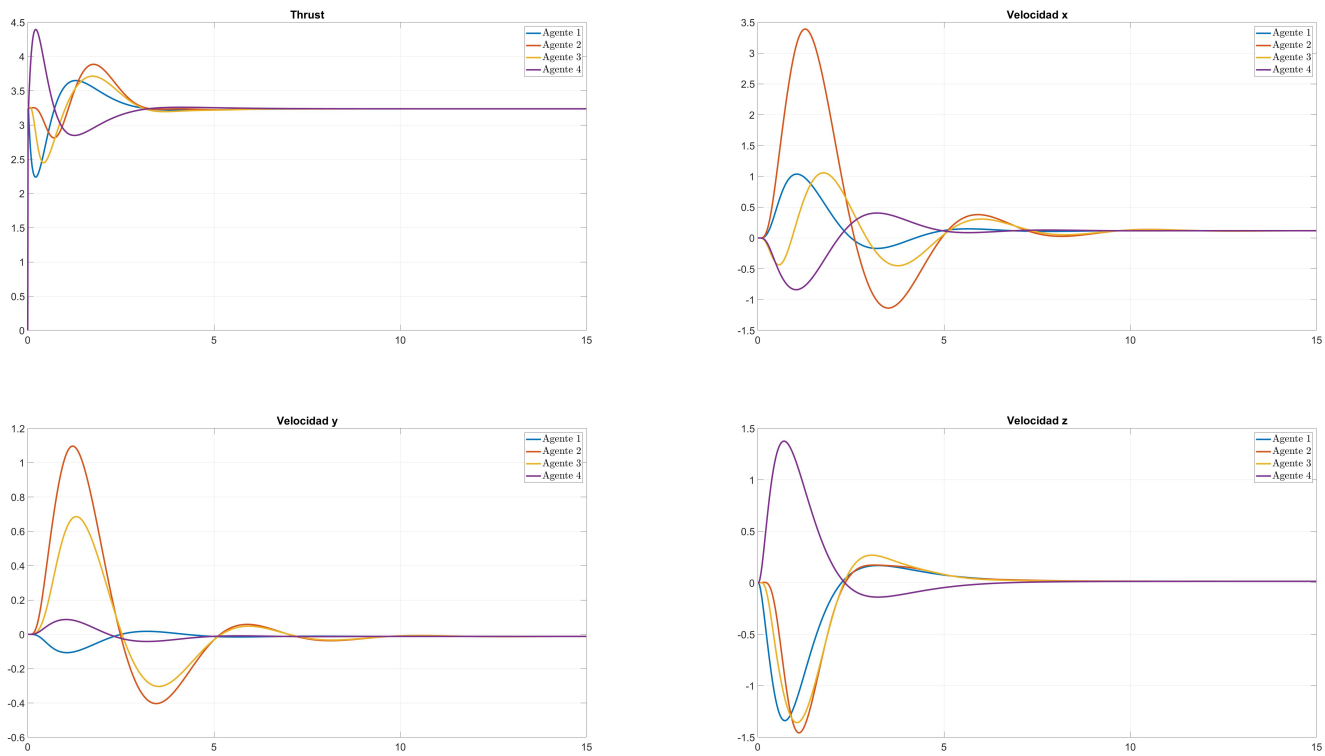 Thrust
4.5
4
3.5
3
2.5
2
1.5
1
0.5
0
0
5
10
15
Agente 1
Agente 2
Agente 3
Agente 4
Velocidad x
3.5
3
2.5
2
1.5
1
0.5
0
-0.5
-1
-1.5
0
5
10
15
Agente 1
Agente 2
Agente 3
Agente 4
Velocidad y
1.2
1
0.8
0.6
0.4
0.2
0
-0.2
-0.4
-0.6
0
5
10
15
Agente 1
Agente 2
Agente 3
Agente 4
Velocidad z
1.5
1
0.5
0
-0.5
-1
-1.5
0
5
10
15
Agente 1
Agente 2
Agente 3
Agente 4